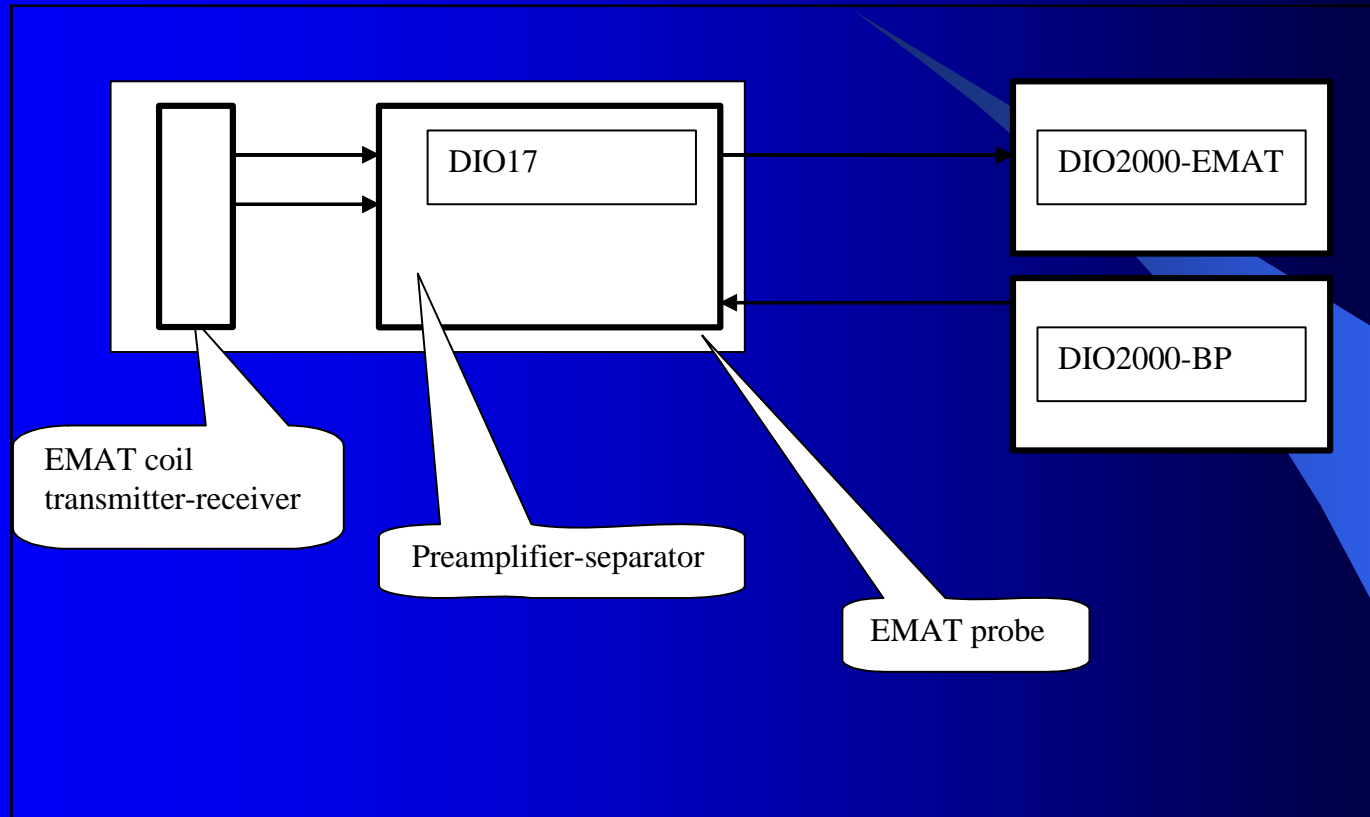 DIO17
DIO2000-EMAT
DIO2000-BP
EMAT coil
transmitter-receiver
Preamplifier-separator
EMAT probe